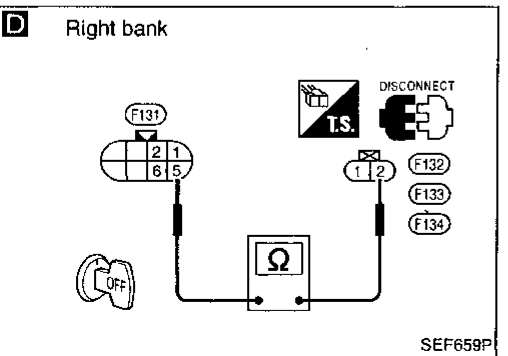 D Right bank
DISCONNECT
T.S.
F131
2 1
6 5
1 2
F132
F133
F134
OFF
Ω
SEF659P